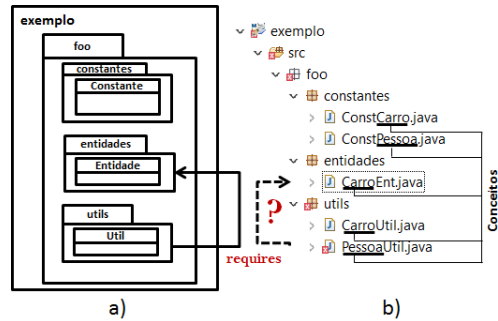 exemplo
foo
constantes
Constante
entidades
Entidade
utils
Util
requires
a)
exemplo
src
foo
constantes
ConstCarro.java
ConstPessoa.java
entidades
CarroEnt.java
utils
CarroUtil.java
PessoaUtil.java
?
Conceitos
b)